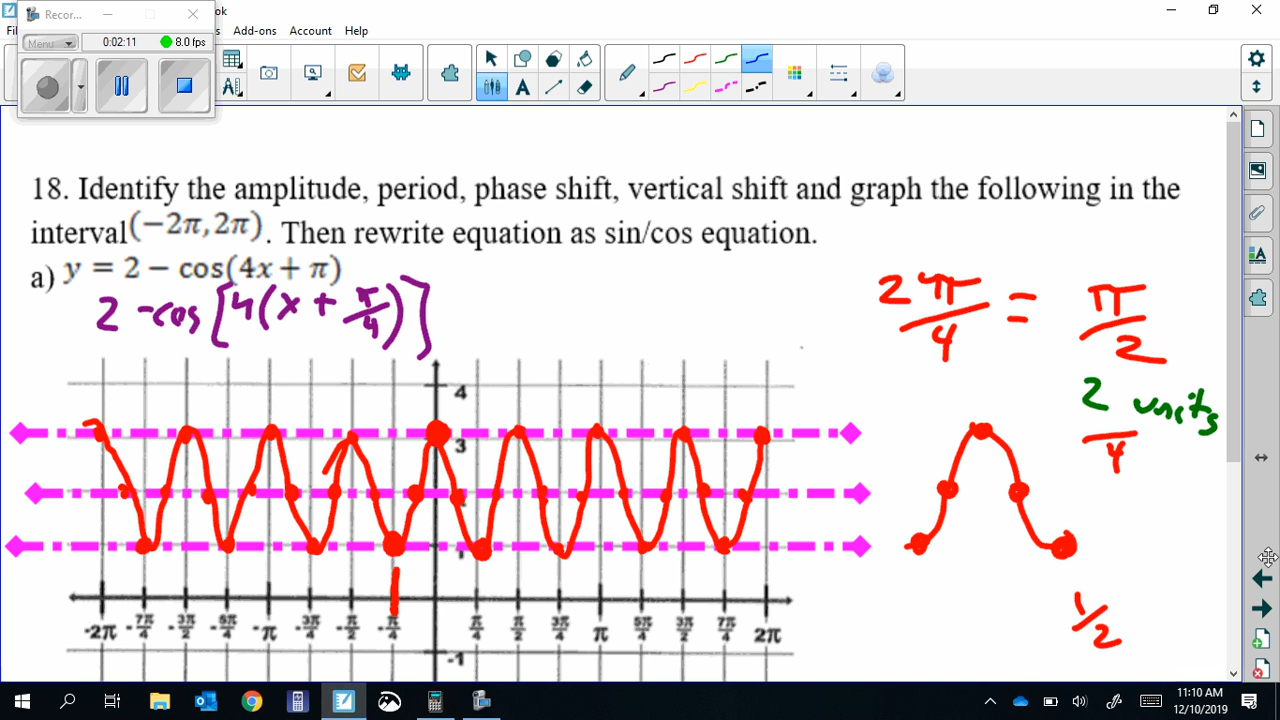 Recor...
ok
Add-ons Account Help
Menu 0:02:11 8.0 fps
18. Identify the amplitude, period, phase shift, vertical shift and graph the following in the
interval (−2π, 2π). Then rewrite equation as sin/cos equation.
a) y = 2 − cos(4x + π)
2 -cos[4(x + π/4)]
2π/4 = π/2
2 units
4
4
3
-2π -7π/4 -3π/2 -5π/4 -π -3π/4 -π/2 -π/4 π/4 π/2 3π/4 π 5π/4 3π/2 7π/4 2π
-1
1/2
11:10 AM
12/10/2019